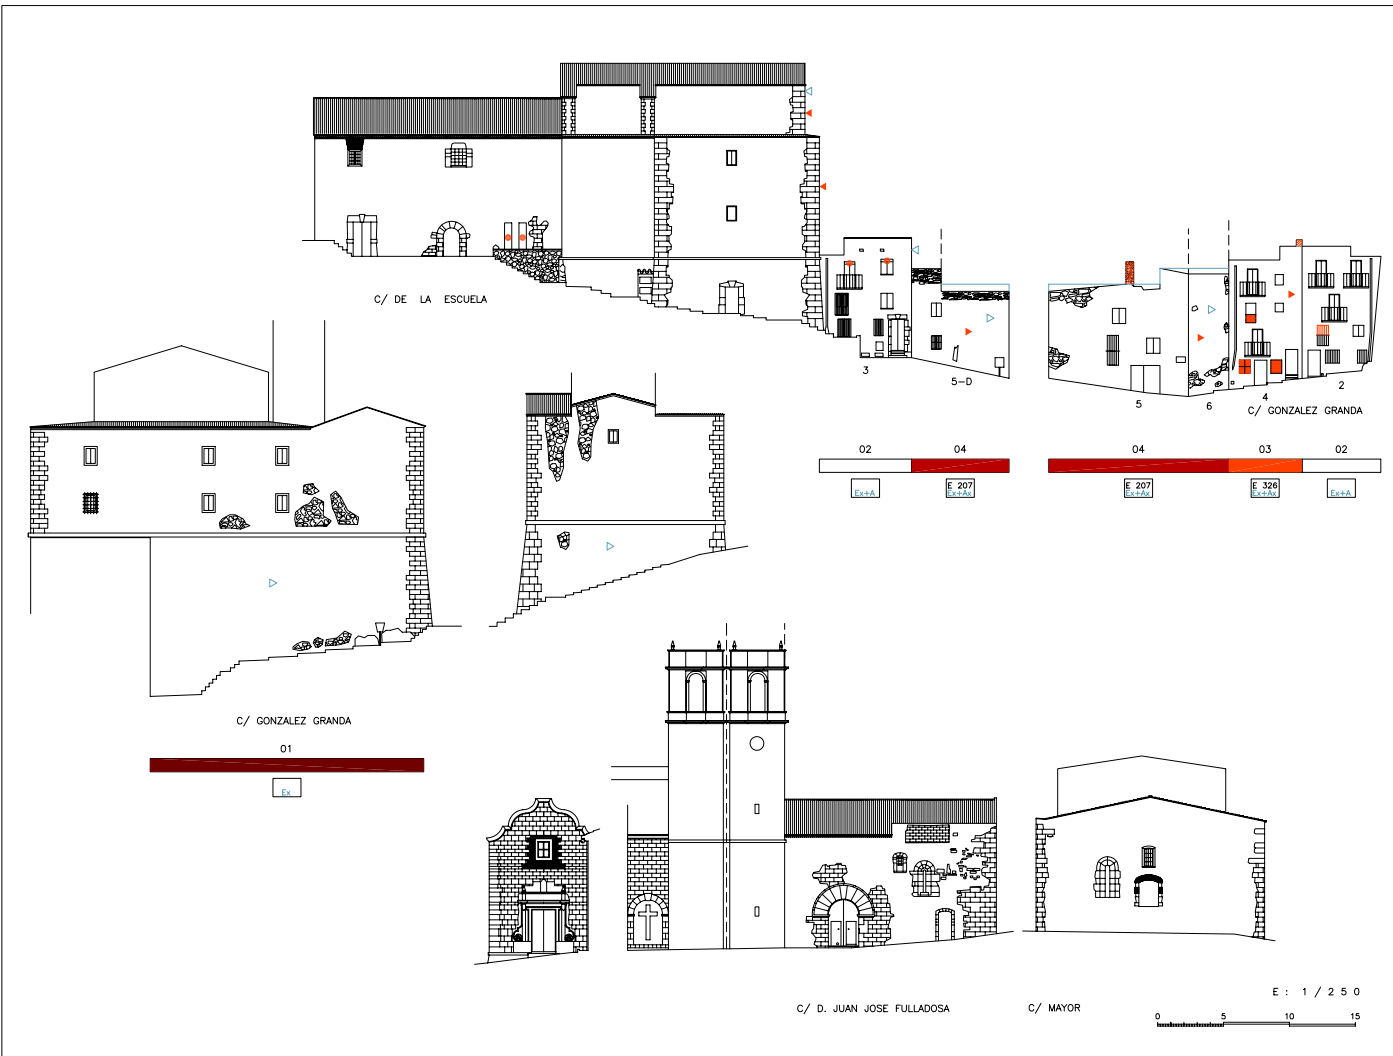 C/ DE LA ESCUELA
3
5-D
5
6
4
2
C/ GONZALEZ GRANDA
02
04
04
03
02
Ex+A
E 207
Ex+Ax
E 207
Ex+Ax
E 326
Ex+Ax
Ex+A
C/ GONZALEZ GRANDA
01
Ex
C/ D. JUAN JOSE FULLADOSA
C/ MAYOR
E : 1 / 2 5 0
0 5 10 15